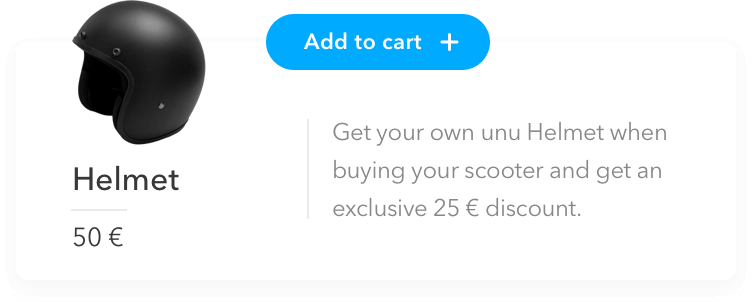 Add to cart +
Get your own unu Helmet when
buying your scooter and get an
exclusive 25 € discount.
Helmet
50 €